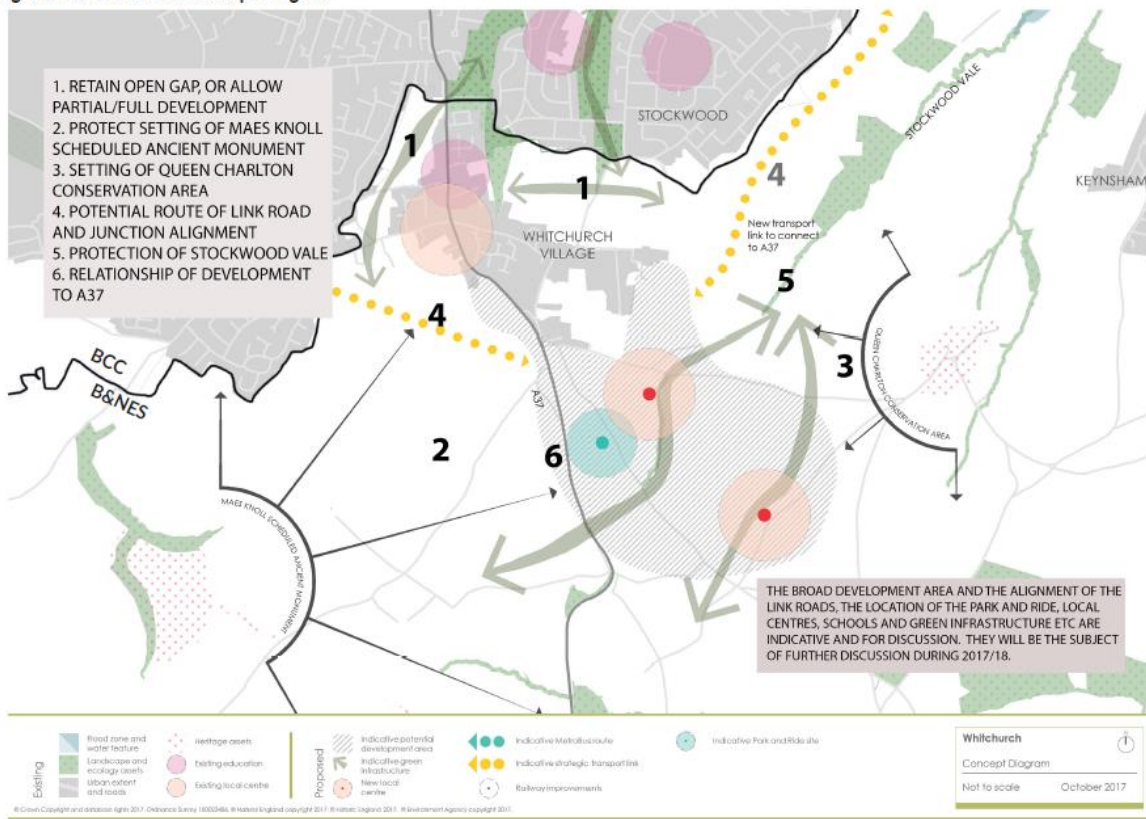 1. RETAIN OPEN GAP, OR ALLOW
PARTIAL/FULL DEVELOPMENT
2. PROTECT SETTING OF MAES KNOLL
SCHEDULED ANCIENT MONUMENT
3. SETTING OF QUEEN CHARLTON
CONSERVATION AREA
4. POTENTIAL ROUTE OF LINK ROAD
AND JUNCTION ALIGNMENT
5. PROTECTION OF STOCKWOOD VALE
6. RELATIONSHIP OF DEVELOPMENT
TO A37
STOCKWOOD
STOCKWOOD VALE
KEYNSHAM
1
1
4
New transport
link to connect
to A37
WHITCHURCH
VILLAGE
5
4
3
QUEEN CHARLTON CONSERVATION AREA
BCC
B&NES
A37
2
6
MAES KNOLL SCHEDULED ANCIENT MONUMENT
THE BROAD DEVELOPMENT AREA AND THE ALIGNMENT OF THE
LINK ROADS, THE LOCATION OF THE PARK AND RIDE, LOCAL
CENTRES, SCHOOLS AND GREEN INFRASTRUCTURE ETC ARE
INDICATIVE AND FOR DISCUSSION. THEY WILL BE THE SUBJECT
OF FURTHER DISCUSSION DURING 2017/18.
Existing
Flood zone and
water feature
Landscape and
ecology assets
Urban extent
and roads
Heritage assets
Existing education
Existing local centre
Proposed
Indicative potential
development area
Indicative green
infrastructure
New local
centre
Indicative MetroBus route
Indicative strategic transport link
Railway improvements
Indicative Park and Ride site
Whitchurch
Concept Diagram
Not to scale October 2017